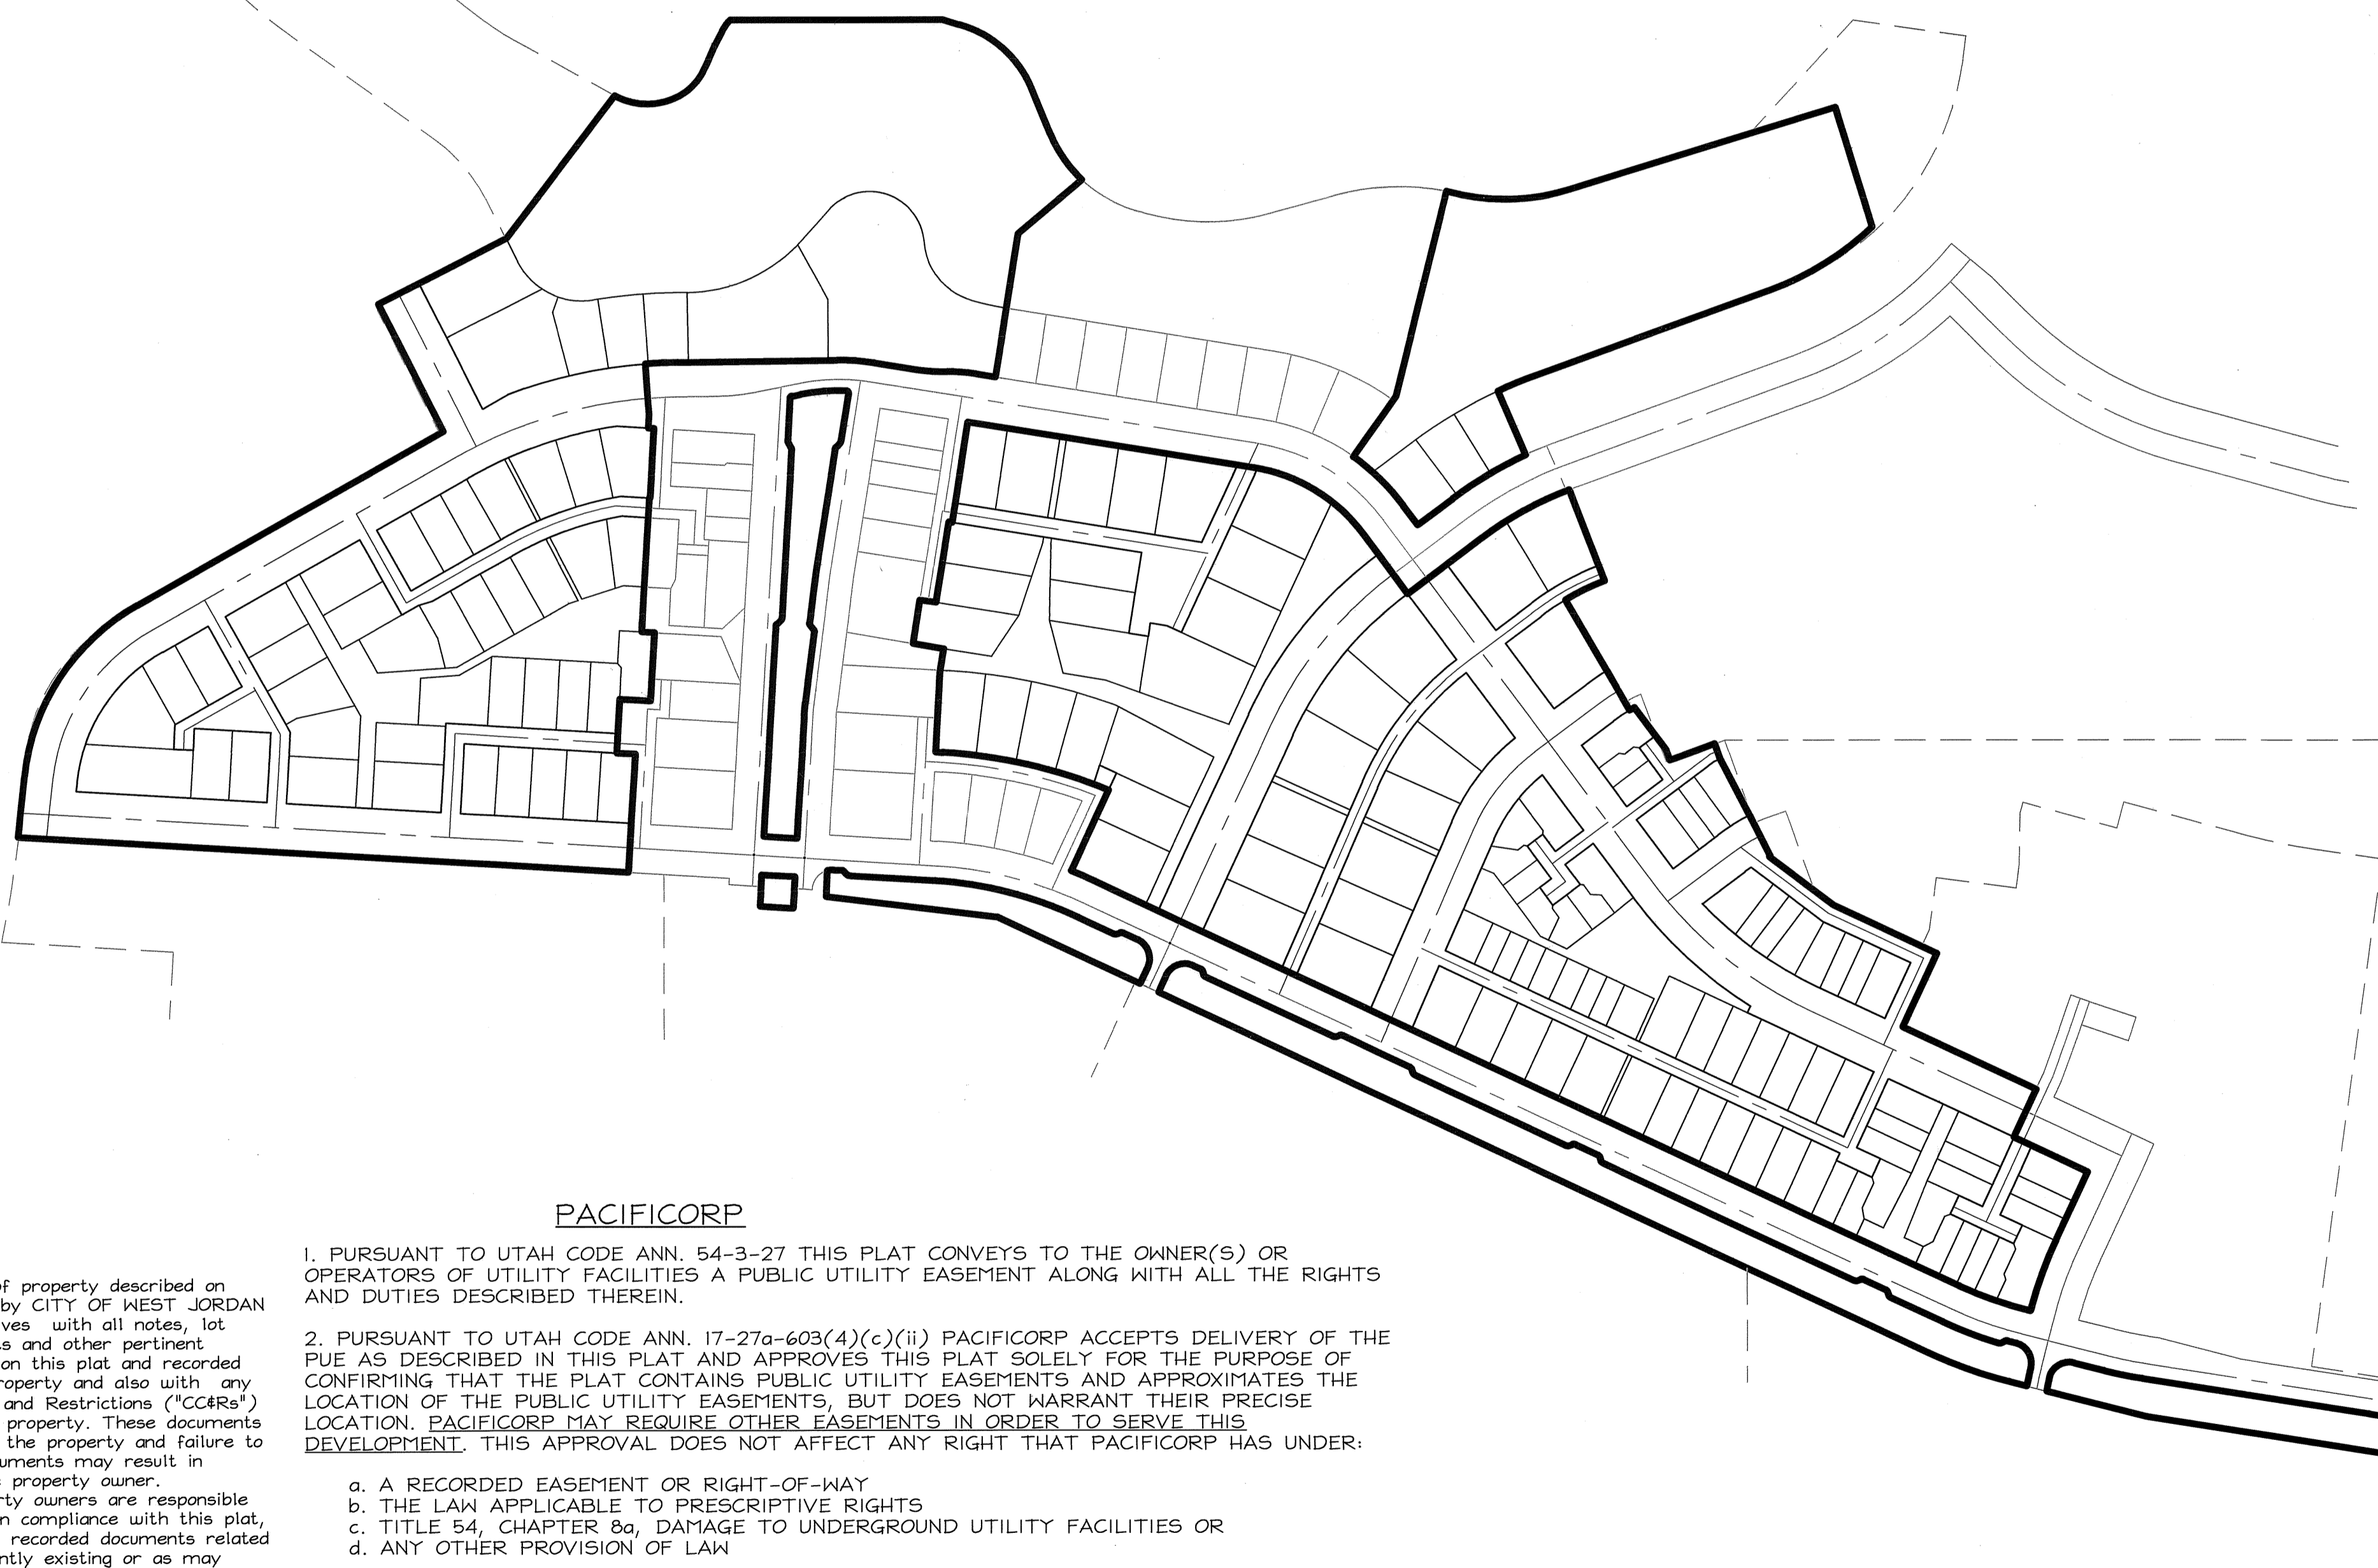 PACIFICORP
1. PURSUANT TO UTAH CODE ANN. 54-3-27 THIS PLAT CONVEYS TO THE OWNER(S) OR
OPERATORS OF UTILITY FACILITIES A PUBLIC UTILITY EASEMENT ALONG WITH ALL THE RIGHTS
AND DUTIES DESCRIBED THEREIN.
2. PURSUANT TO UTAH CODE ANN. 17-27a-603(4)(c)(ii) PACIFICORP ACCEPTS DELIVERY OF THE
PUE AS DESCRIBED IN THIS PLAT AND APPROVES THIS PLAT SOLELY FOR THE PURPOSE OF
CONFIRMING THAT THE PLAT CONTAINS PUBLIC UTILITY EASEMENTS AND APPROXIMATES THE
LOCATION OF THE PUBLIC UTILITY EASEMENTS, BUT DOES NOT WARRANT THEIR PRECISE
LOCATION. PACIFICORP MAY REQUIRE OTHER EASEMENTS IN ORDER TO SERVE THIS
DEVELOPMENT. THIS APPROVAL DOES NOT AFFECT ANY RIGHT THAT PACIFICORP HAS UNDER:
a. A RECORDED EASEMENT OR RIGHT-OF-WAY
b. THE LAW APPLICABLE TO PRESCRIPTIVE RIGHTS
c. TITLE 54, CHAPTER 8a, DAMAGE TO UNDERGROUND UTILITY FACILITIES OR
d. ANY OTHER PROVISION OF LAW
of property described on
by CITY OF WEST JORDAN
ves with all notes, lot
s and other pertinent
on this plat and recorded
roperty and also with any
and Restrictions ("CC&Rs")
property. These documents
the property and failure to
uments may result in
property owner.
rty owners are responsible
n compliance with this plat,
recorded documents related
ntly existing or as may